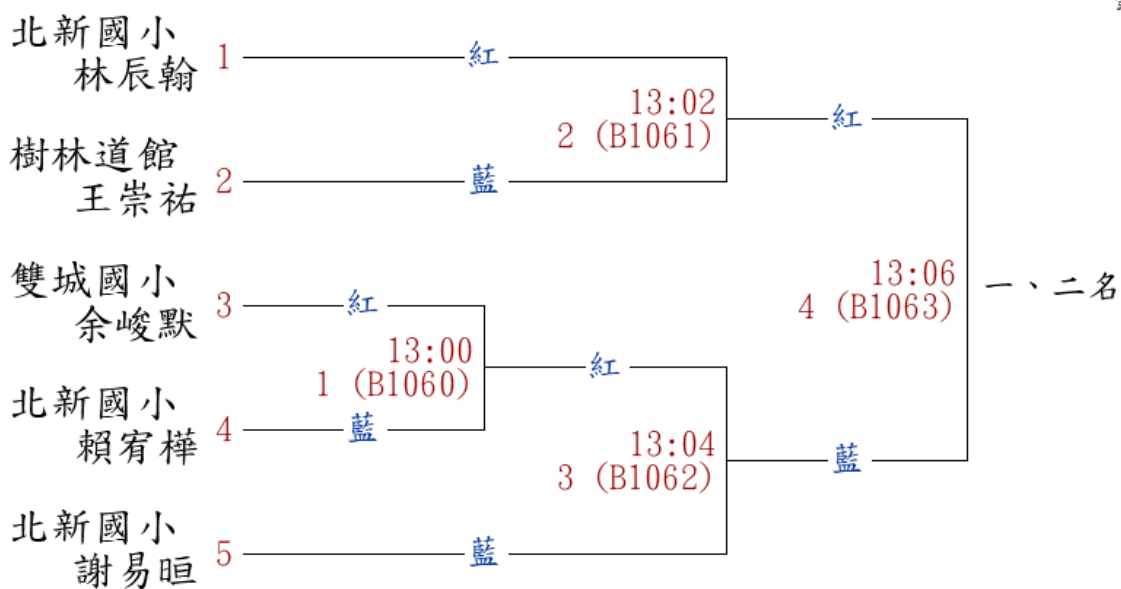 北新國小
林辰翰 1 紅
13:02
2 (B1061) 紅
樹林道館
王崇祐 2 藍
雙城國小
余峻默 3 紅
13:06
4 (B1063) 一、二名
13:00
1 (B1060) 紅
北新國小
賴宥樺 4 藍
13:04
3 (B1062) 藍
北新國小
謝易晅 5 藍